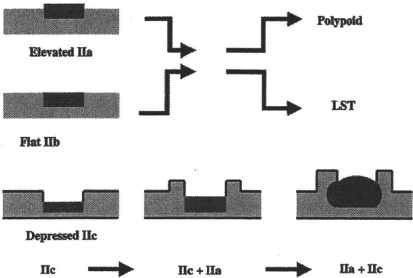 Elevated IIa
Polypoid
Flat IIb
LST
Depressed IIc
IIc IIc + IIa IIa + IIc